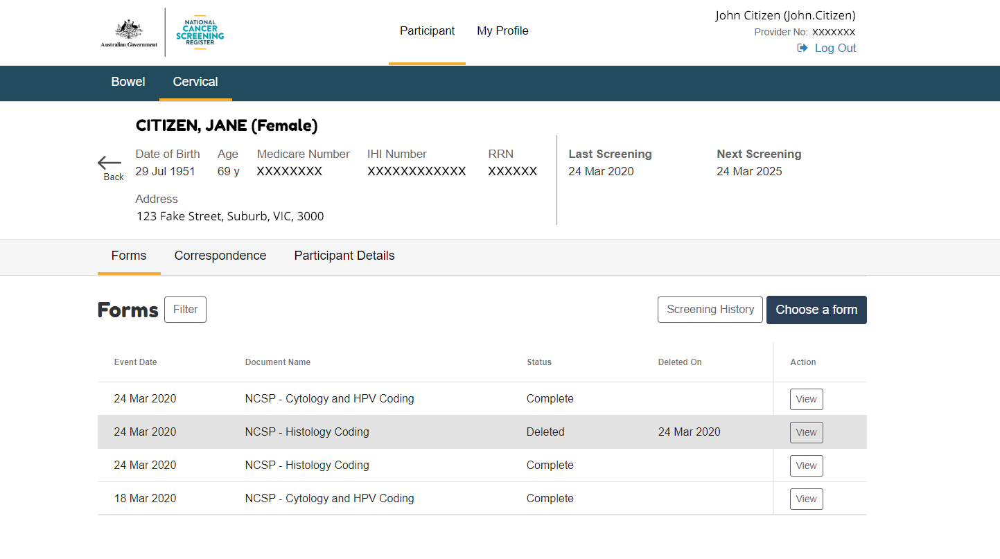 Australian Government
NATIONAL
CANCER
SCREENING
REGISTER
Participant
My Profile
John Citizen (John.Citizen)
Provider No: XXXXXXX
Log Out
Bowel
Cervical
CITIZEN, JANE (Female)
Back
Date of Birth Age Medicare Number IHI Number RRN Last Screening Next Screening
29 Jul 1951 69 y XXXXXXXX XXXXXXXXXXXX XXXXXX 24 Mar 2020 24 Mar 2025
Address
123 Fake Street, Suburb, VIC, 3000
Forms Correspondence Participant Details
Forms Filter Screening History Choose a form
Event Date Document Name Status Deleted On Action
24 Mar 2020 NCSP - Cytology and HPV Coding Complete View
24 Mar 2020 NCSP - Histology Coding Deleted 24 Mar 2020 View
24 Mar 2020 NCSP - Histology Coding Complete View
18 Mar 2020 NCSP - Cytology and HPV Coding Complete View